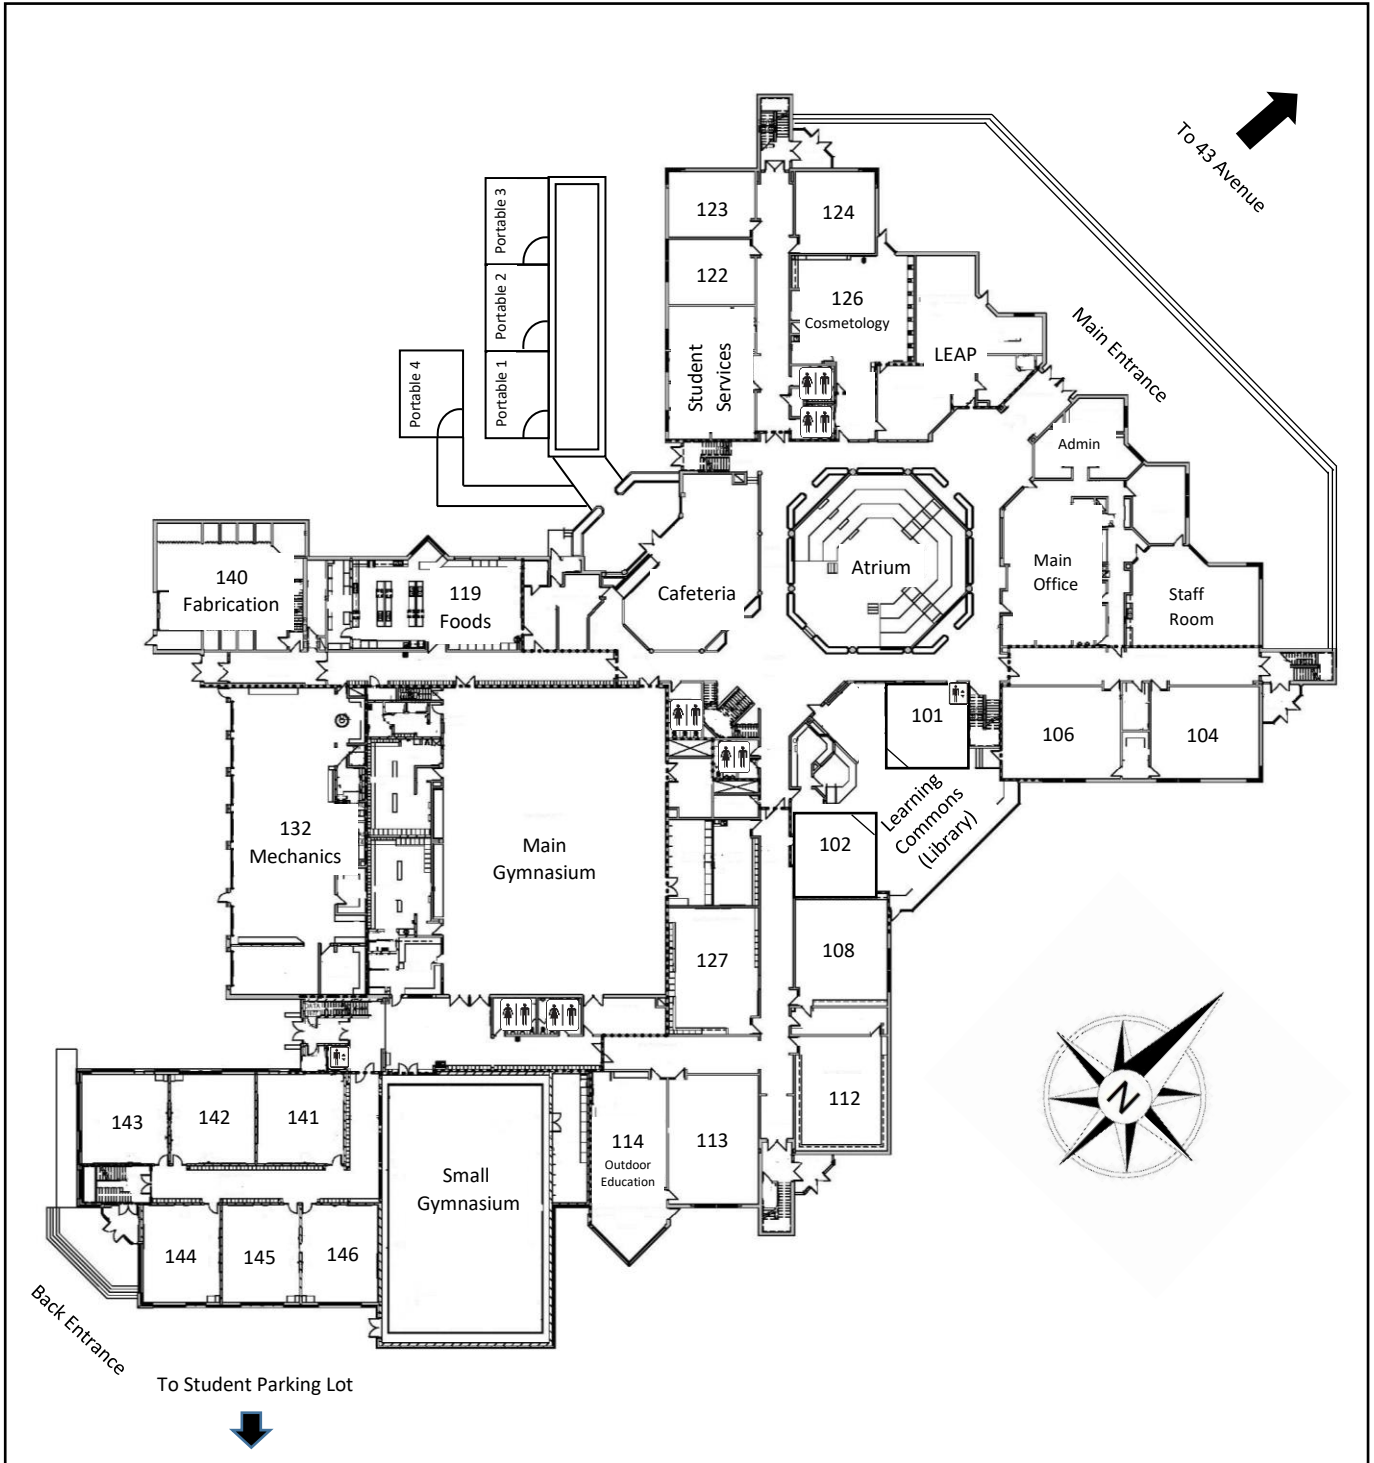 To 43 Avenue
Portable 3
Portable 2
Portable 1
Portable 4
123
124
122
126
Cosmetology
Student
Services
LEAP
Main Entrance
Admin
140
Fabrication
119
Foods
Cafeteria
Atrium
Main
Office
Staff
Room
101
106
104
Learning
Commons
(Library)
102
132
Mechanics
Main
Gymnasium
127
108
112
N
143
142
141
114
Outdoor
Education
113
Small
Gymnasium
144
145
146
Back Entrance
To Student Parking Lot